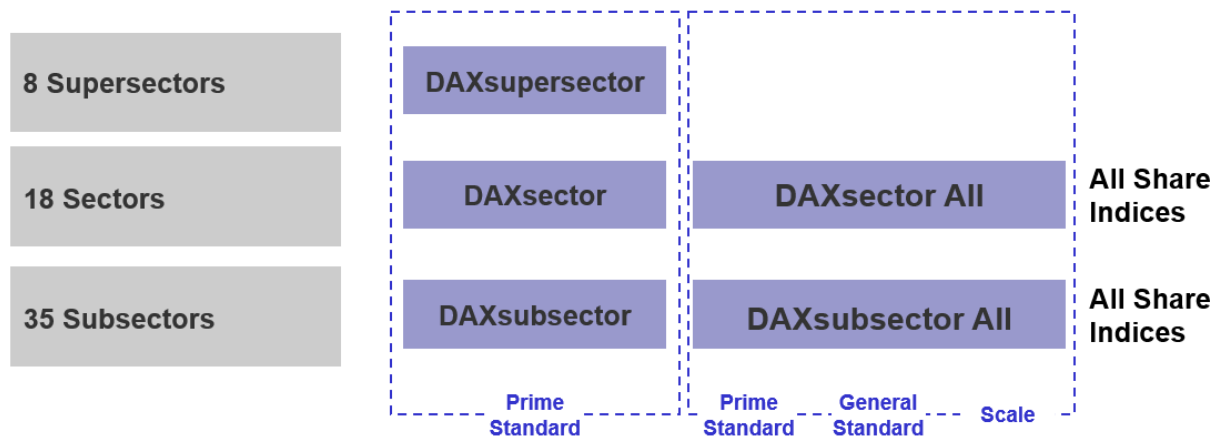 8 Supersectors
DAXsupersector
18 Sectors
DAXsector
DAXsector All
All Share
Indices
35 Subsectors
DAXsubsector
DAXsubsector All
All Share
Indices
Prime
Standard
Prime
Standard
General
Standard
Scale